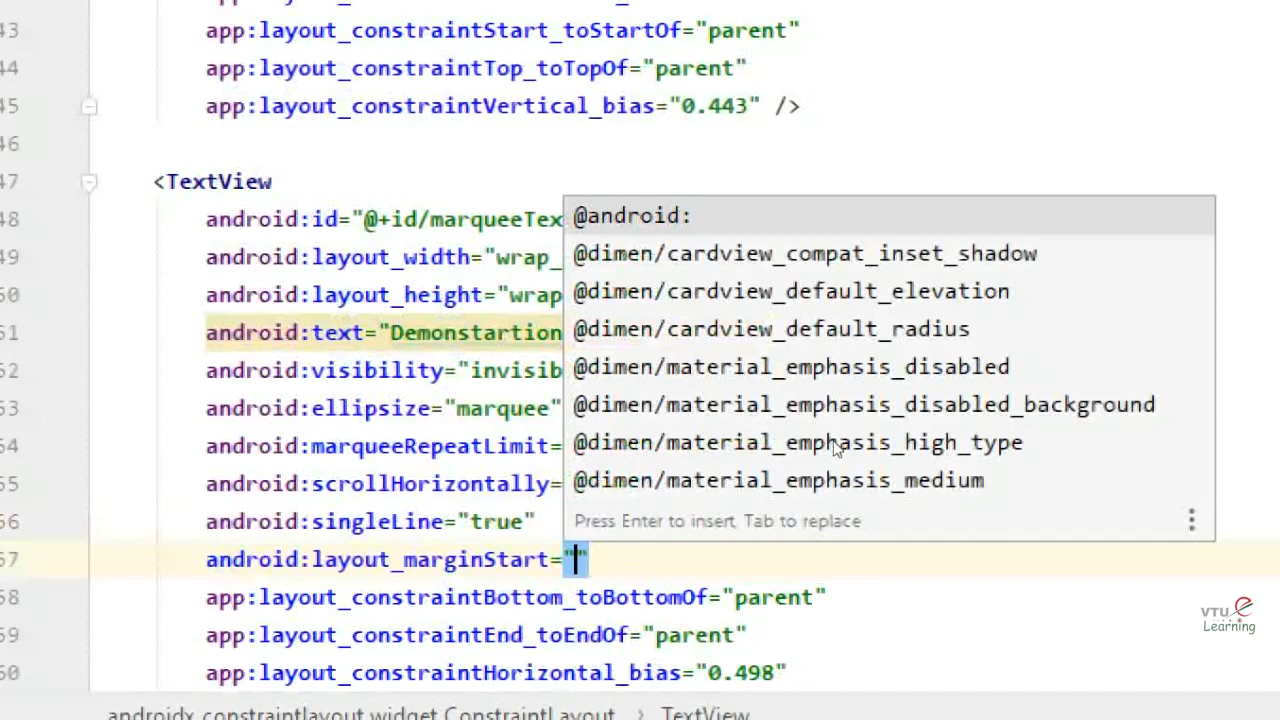 43 app:layout_constraintStart_toStartOf="parent"
44 app:layout_constraintTop_toTopOf="parent"
45 app:layout_constraintVertical_bias="0.443" />
46
47 <TextView
48 android:id="@+id/marqueeTex
49 android:layout_width="wrap_
50 android:layout_height="wrap
51 android:text="Demonstartion
52 android:visibility="invisib
53 android:ellipsize="marquee"
54 android:marqueeRepeatLimit=
55 android:scrollHorizontally=
56 android:singleLine="true"
57 android:layout_marginStart=""
58 app:layout_constraintBottom_toBottomOf="parent"
59 app:layout_constraintEnd_toEndOf="parent"
60 app:layout_constraintHorizontal_bias="0.498"
@android:
@dimen/cardview_compat_inset_shadow
@dimen/cardview_default_elevation
@dimen/cardview_default_radius
@dimen/material_emphasis_disabled
@dimen/material_emphasis_disabled_background
@dimen/material_emphasis_high_type
@dimen/material_emphasis_medium
Press Enter to insert, Tab to replace
VTU e
Learning
androidx.constraintlayout.widget.ConstraintLayout > TextView